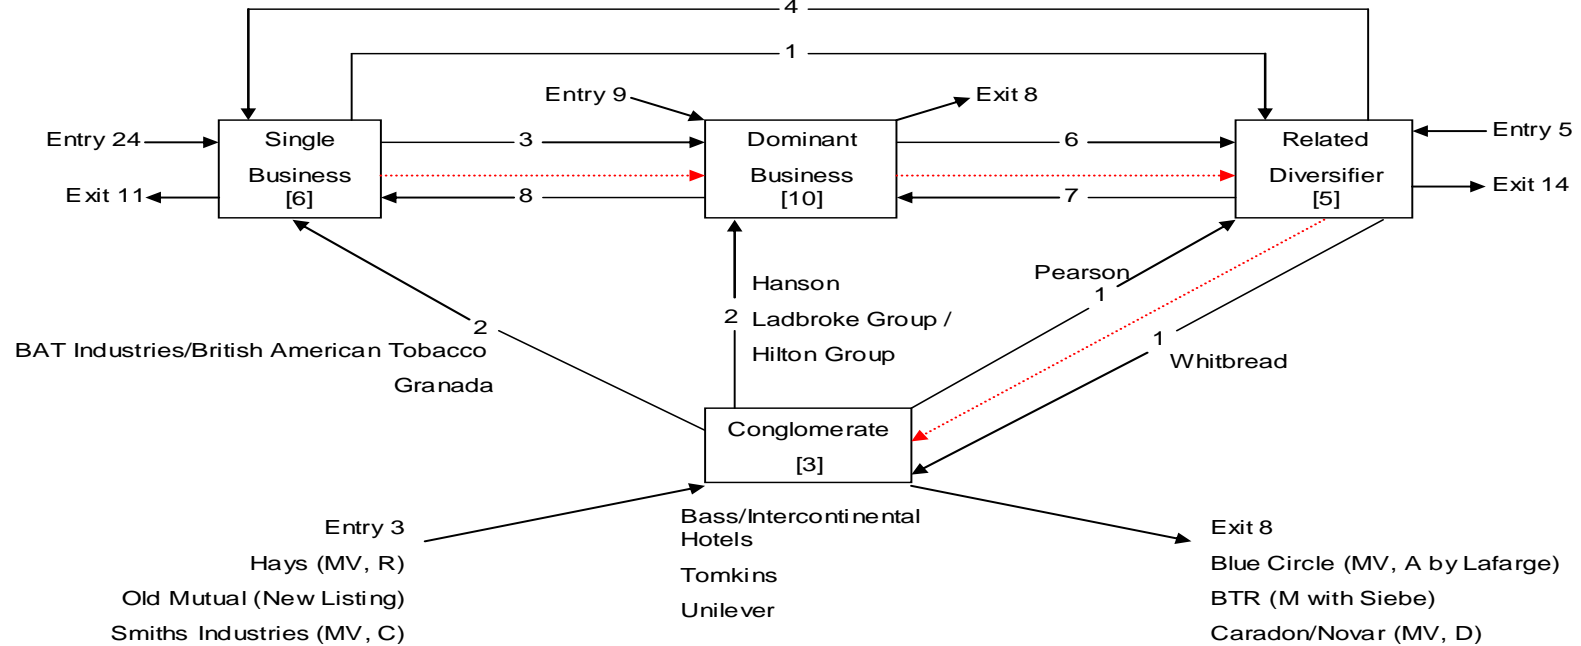 4
1
Entry 9
Exit 8
Entry 24
Single
Business
[6]
Exit 11
3
8
Dominant
Business
[10]
6
7
Related
Diversifier
[5]
Entry 5
Exit 14
2
BAT Industries/British American Tobacco
Granada
2
Hanson
Ladbroke Group /
Hilton Group
Pearson
1
1
Whitbread
Conglomerate
[3]
Entry 3
Hays (MV, R)
Old Mutual (New Listing)
Smiths Industries (MV, C)
Bass/Intercontinental
Hotels
Tomkins
Unilever
Exit 8
Blue Circle (MV, A by Lafarge)
BTR (M with Siebe)
Caradon/Novar (MV, D)